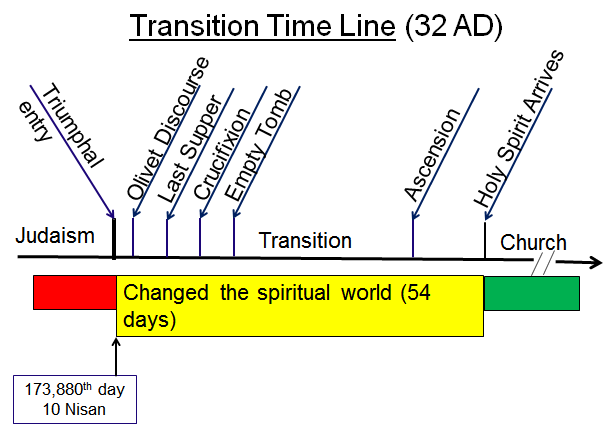 Transition Time Line (32 AD)
Triumphal
entry
Olivet Discourse
Last Supper
Crucifixion
Empty Tomb
Ascension
Holy Spirit Arrives
Judaism
Transition
Church
Changed the spiritual world (54
days)
173,880th day
10 Nisan